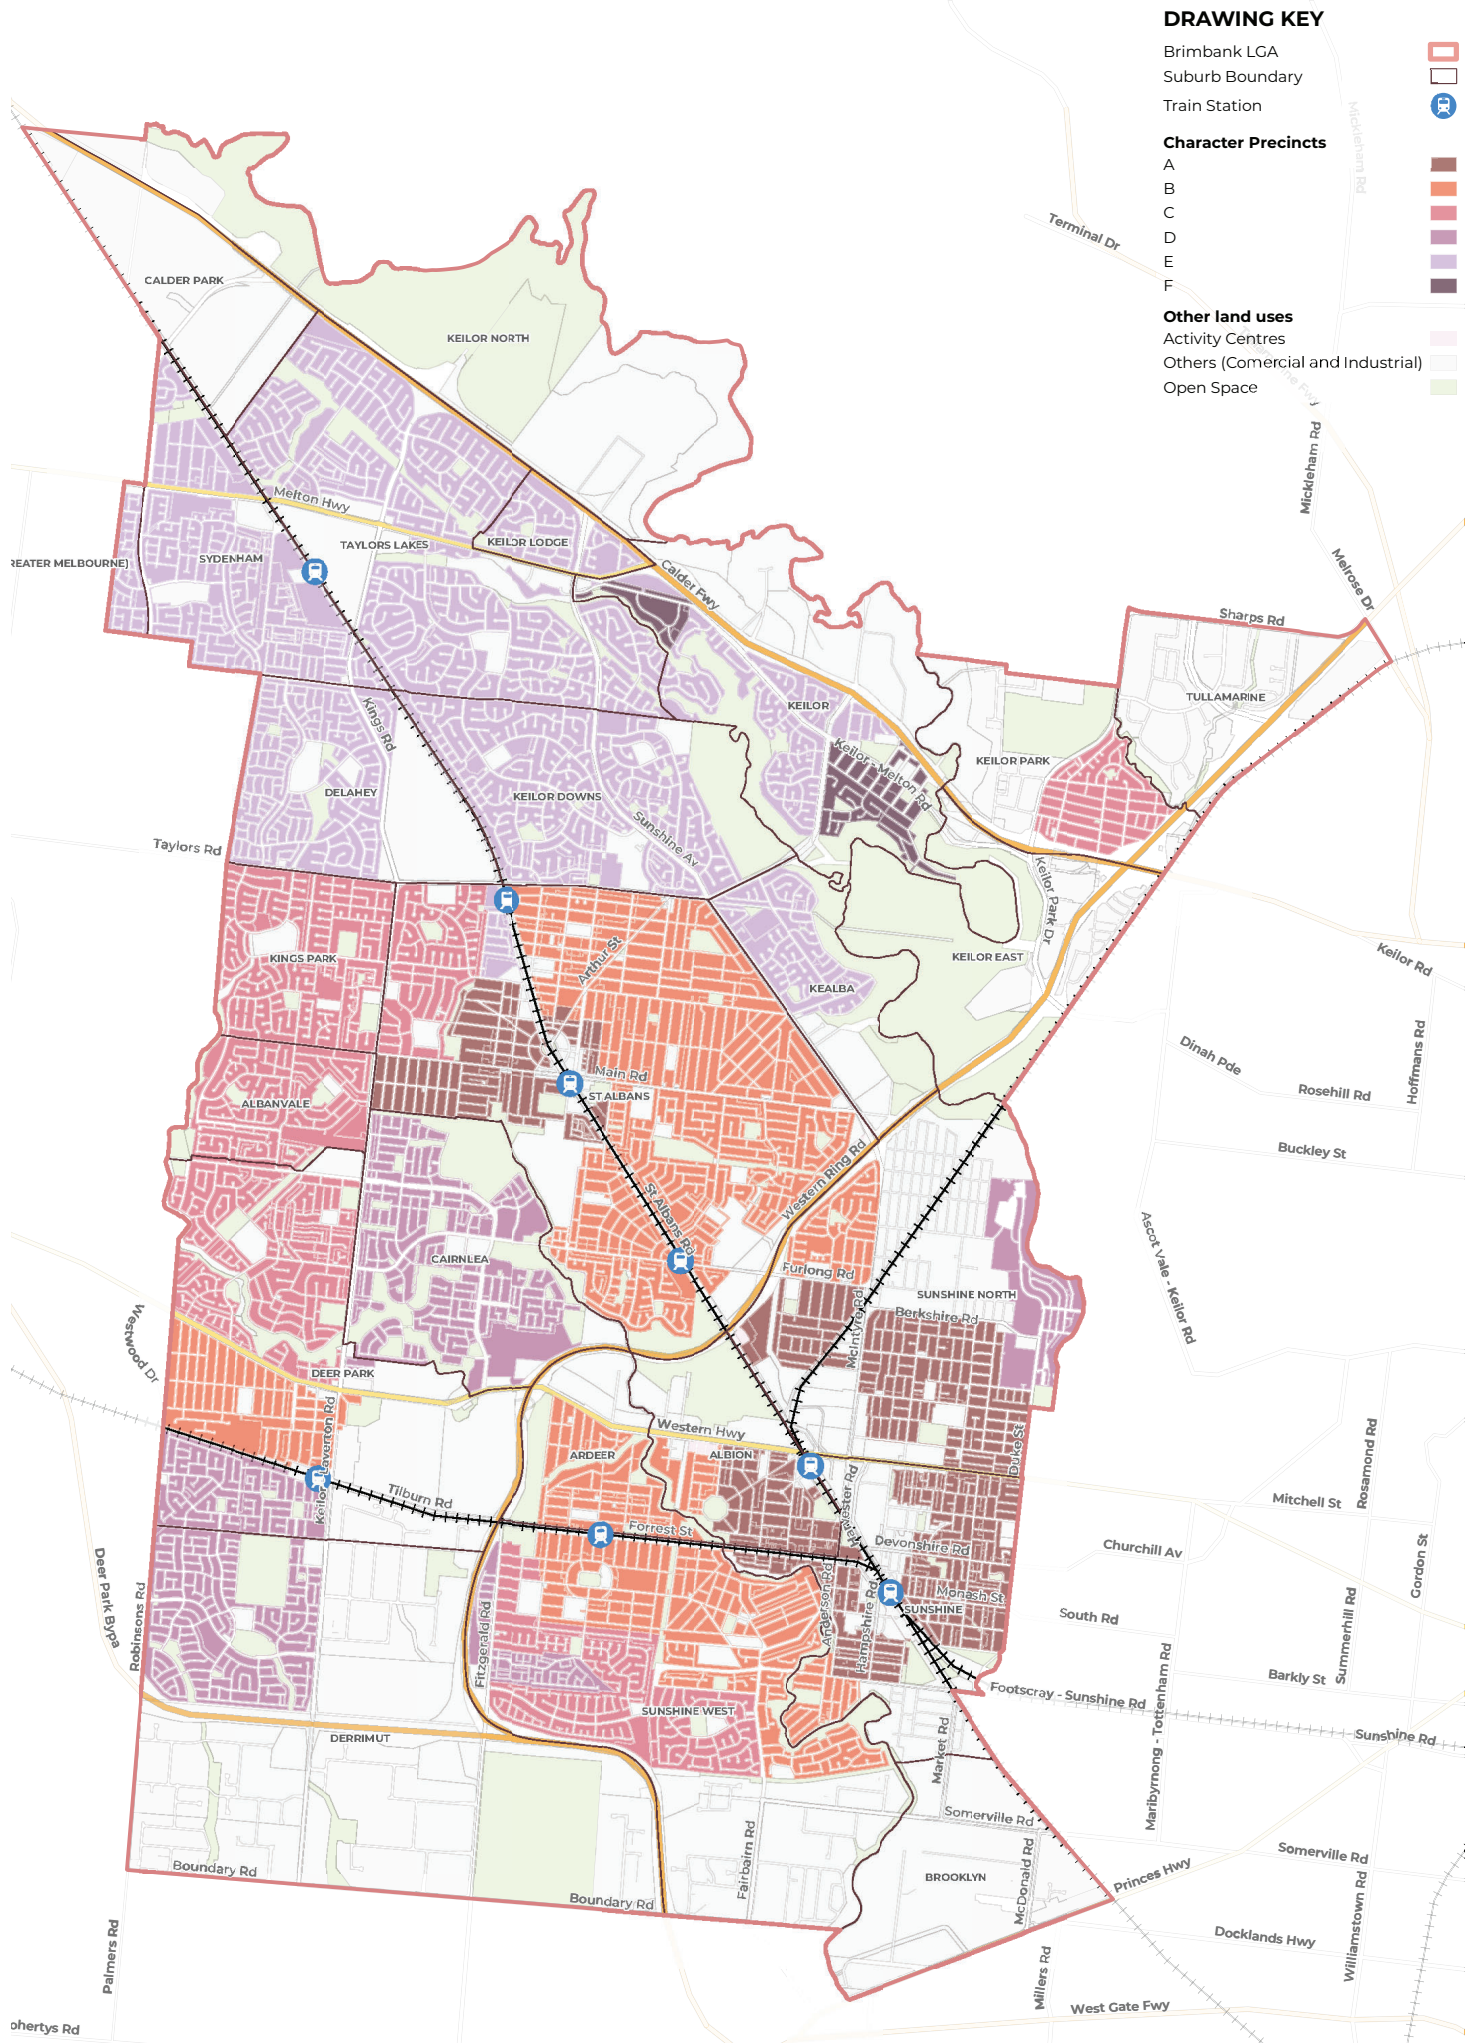 DRAWING KEY
Brimbank LGA
Suburb Boundary
Train Station
Character Precincts
A
B
C
D
E
F
Other land uses
Activity Centres
Others (Comercial and Industrial)
Open Space
Mickleham Rd
Terminal Dr
Mickleham Rd
Melrose Dr
Sharps Rd
CALDER PARK
KEILOR NORTH
Melton Hwy
TAYLORS LAKES
KEILOR LODGE
SYDENHAM
REATER MELBOURNE)
Calder Fwy
TULLAMARINE
KEILOR
KEILOR PARK
Keilor - Melton Rd
Kings Rd
DELAHEY
KEILOR DOWNS
Sunshine Av
Taylors Rd
Keilor Park Dr
KINGS PARK
Arthur St
KEILOR EAST
Keilor Rd
KEALBA
Hoffmans Rd
Dinah Pde
Rosehill Rd
Main Rd
ST ALBANS
ALBANVALE
Buckley St
Western Ring Rd
St Albans Rd
Ascot Vale - Keilor Rd
CAIRNLEA
Furlong Rd
SUNSHINE NORTH
Berkshire Rd
McIntyre Rd
Westwood Dr
DEER PARK
Western Hwy
ARDEER
ALBION
Duke St
Rosamond Rd
Keilor
Laverton Rd
Tilburn Rd
Forrest St
Devonshire Rd
Mitchell St
Churchill Av
Gordon St
Deer Park Bypa
Robinsons Rd
Fitzgerald Rd
Anderson Rd
Hampshire Rd
Monash St
SUNSHINE
South Rd
Summerhill Rd
Barkly St
Footscray - Sunshine Rd
Maribyrnong - Tottenham Rd
Sunshine Rd
SUNSHINE WEST
DERRIMUT
Market Rd
Somerville Rd
Somerville Rd
Boundary Rd
Boundary Rd
Fairbairn Rd
BROOKLYN
McDonald Rd
Princes Hwy
Williamstown Rd
Docklands Hwy
Palmers Rd
Millers Rd
West Gate Fwy
ohertys Rd